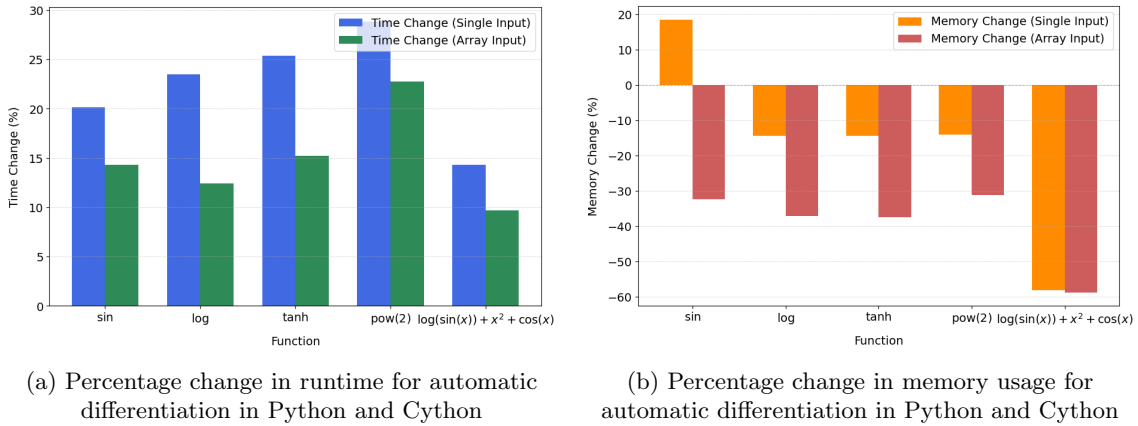 Time Change (%)
30
25
20
15
10
5
0
Time Change (Single Input)
Time Change (Array Input)
sin
log
tanh
pow(2)
log(sin(x)) + x² + cos(x)
Function
Memory Change (%)
20
10
0
−10
−20
−30
−40
−50
−60
Memory Change (Single Input)
Memory Change (Array Input)
sin
log
tanh
pow(2)
log(sin(x)) + x² + cos(x)
Function
(a) Percentage change in runtime for automatic
differentiation in Python and Cython
(b) Percentage change in memory usage for
automatic differentiation in Python and Cython